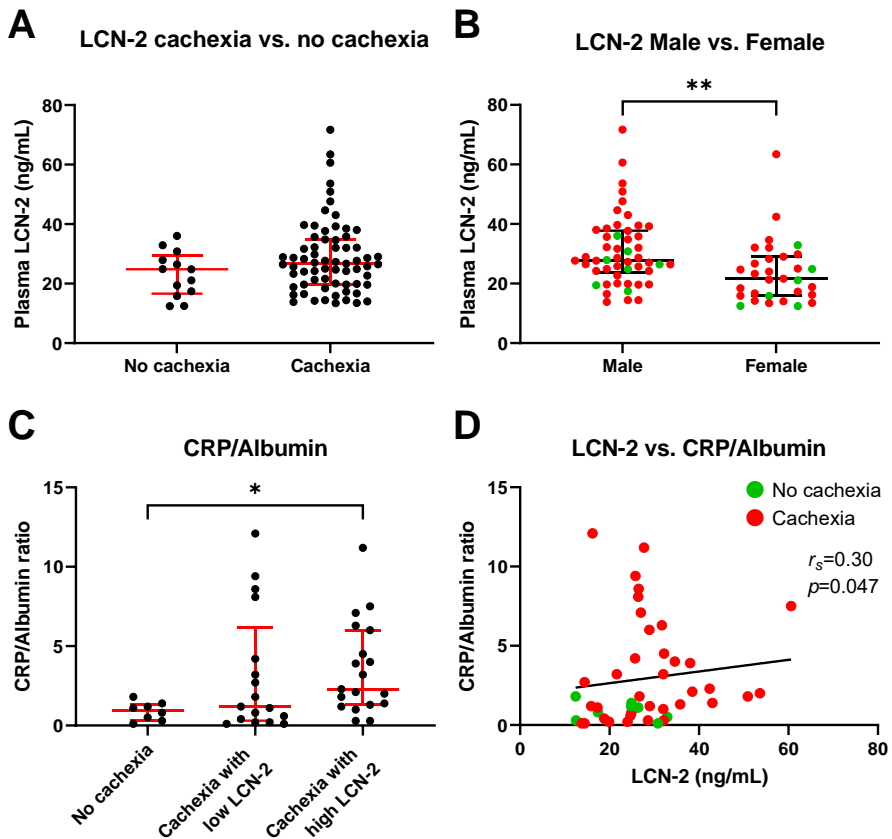 A
LCN-2 cachexia vs. no cachexia
Plasma LCN-2 (ng/mL)
80
60
40
20
0
No cachexia
Cachexia
B
LCN-2 Male vs. Female
**
Plasma LCN-2 (ng/mL)
80
60
40
20
0
Male
Female
C
CRP/Albumin
*
CRP/Albumin ratio
15
10
5
0
No cachexia
Cachexia with
low LCN-2
Cachexia with
high LCN-2
D
LCN-2 vs. CRP/Albumin
No cachexia
Cachexia
rs=0.30
p=0.047
CRP/Albumin ratio
15
10
5
0
0
20
40
60
80
LCN-2 (ng/mL)